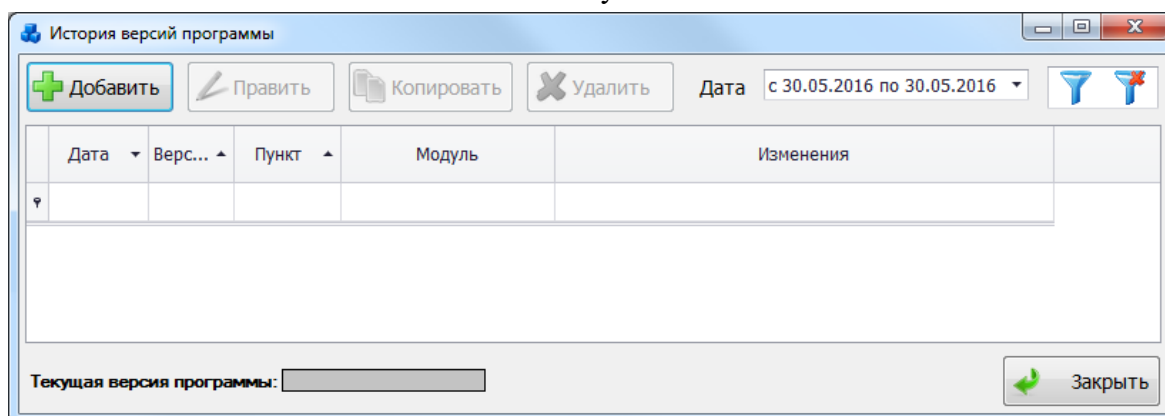 История версий программы
Добавить Править Копировать Удалить Дата с 30.05.2016 по 30.05.2016
Дата Верс... Пункт Модуль Изменения
Текущая версия программы: Закрыть